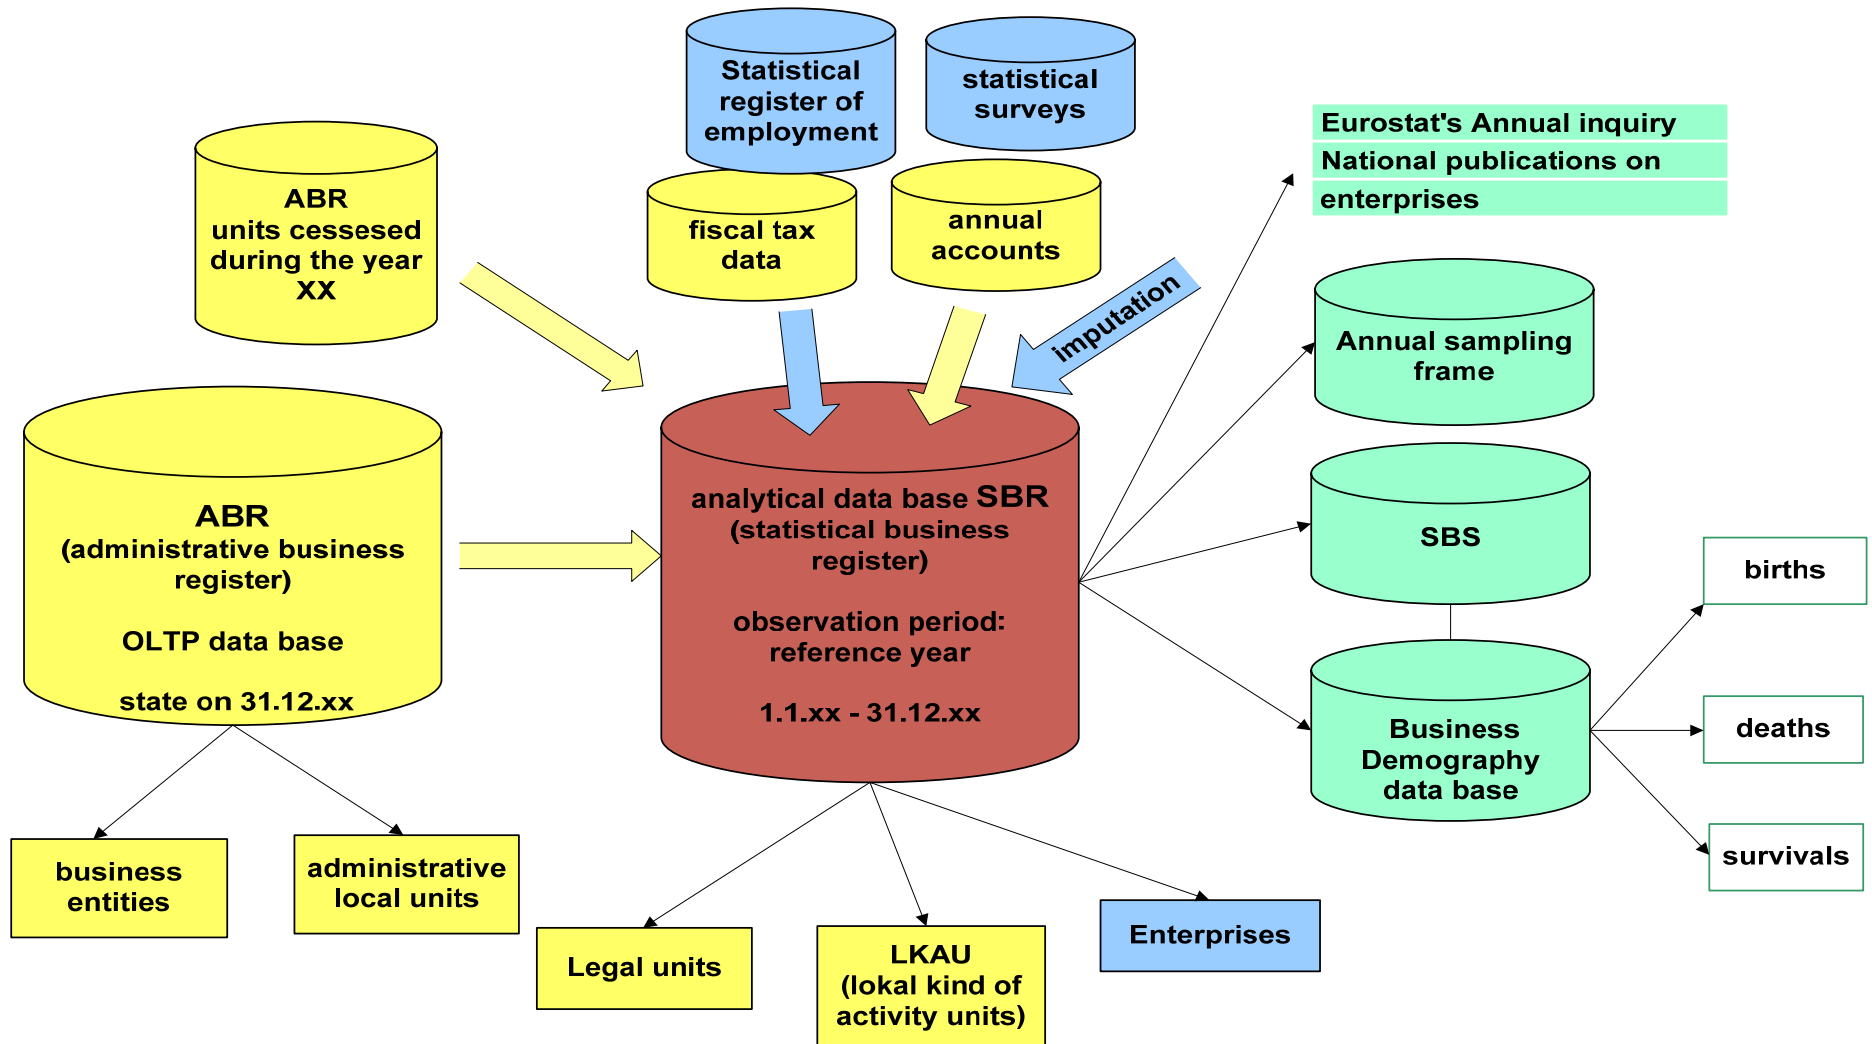 Statistical
register of
employment
statistical
surveys
ABR
units cessesed
during the year
XX
fiscal tax
data
annual
accounts
imputation
Eurostat's Annual inquiry
National publications on
enterprises
Annual sampling
frame
ABR
(administrative business
register)
OLTP data base
state on 31.12.xx
analytical data base SBR
(statistical business
register)
observation period:
reference year
1.1.xx - 31.12.xx
SBS
Business
Demography
data base
births
deaths
survivals
business
entities
administrative
local units
Legal units
LKAU
(lokal kind of
activity units)
Enterprises